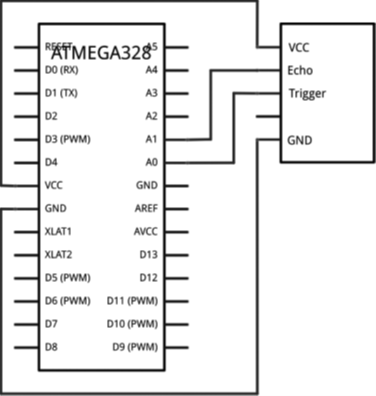 RESET A5
ATMEGA328
D0 (RX) A4
D1 (TX) A3
D2 A2
D3 (PWM) A1
D4 A0
VCC GND
GND AREF
XLAT1 AVCC
XLAT2 D13
D5 (PWM) D12
D6 (PWM) D11 (PWM)
D7 D10 (PWM)
D8 D9 (PWM)
VCC
Echo
Trigger
GND